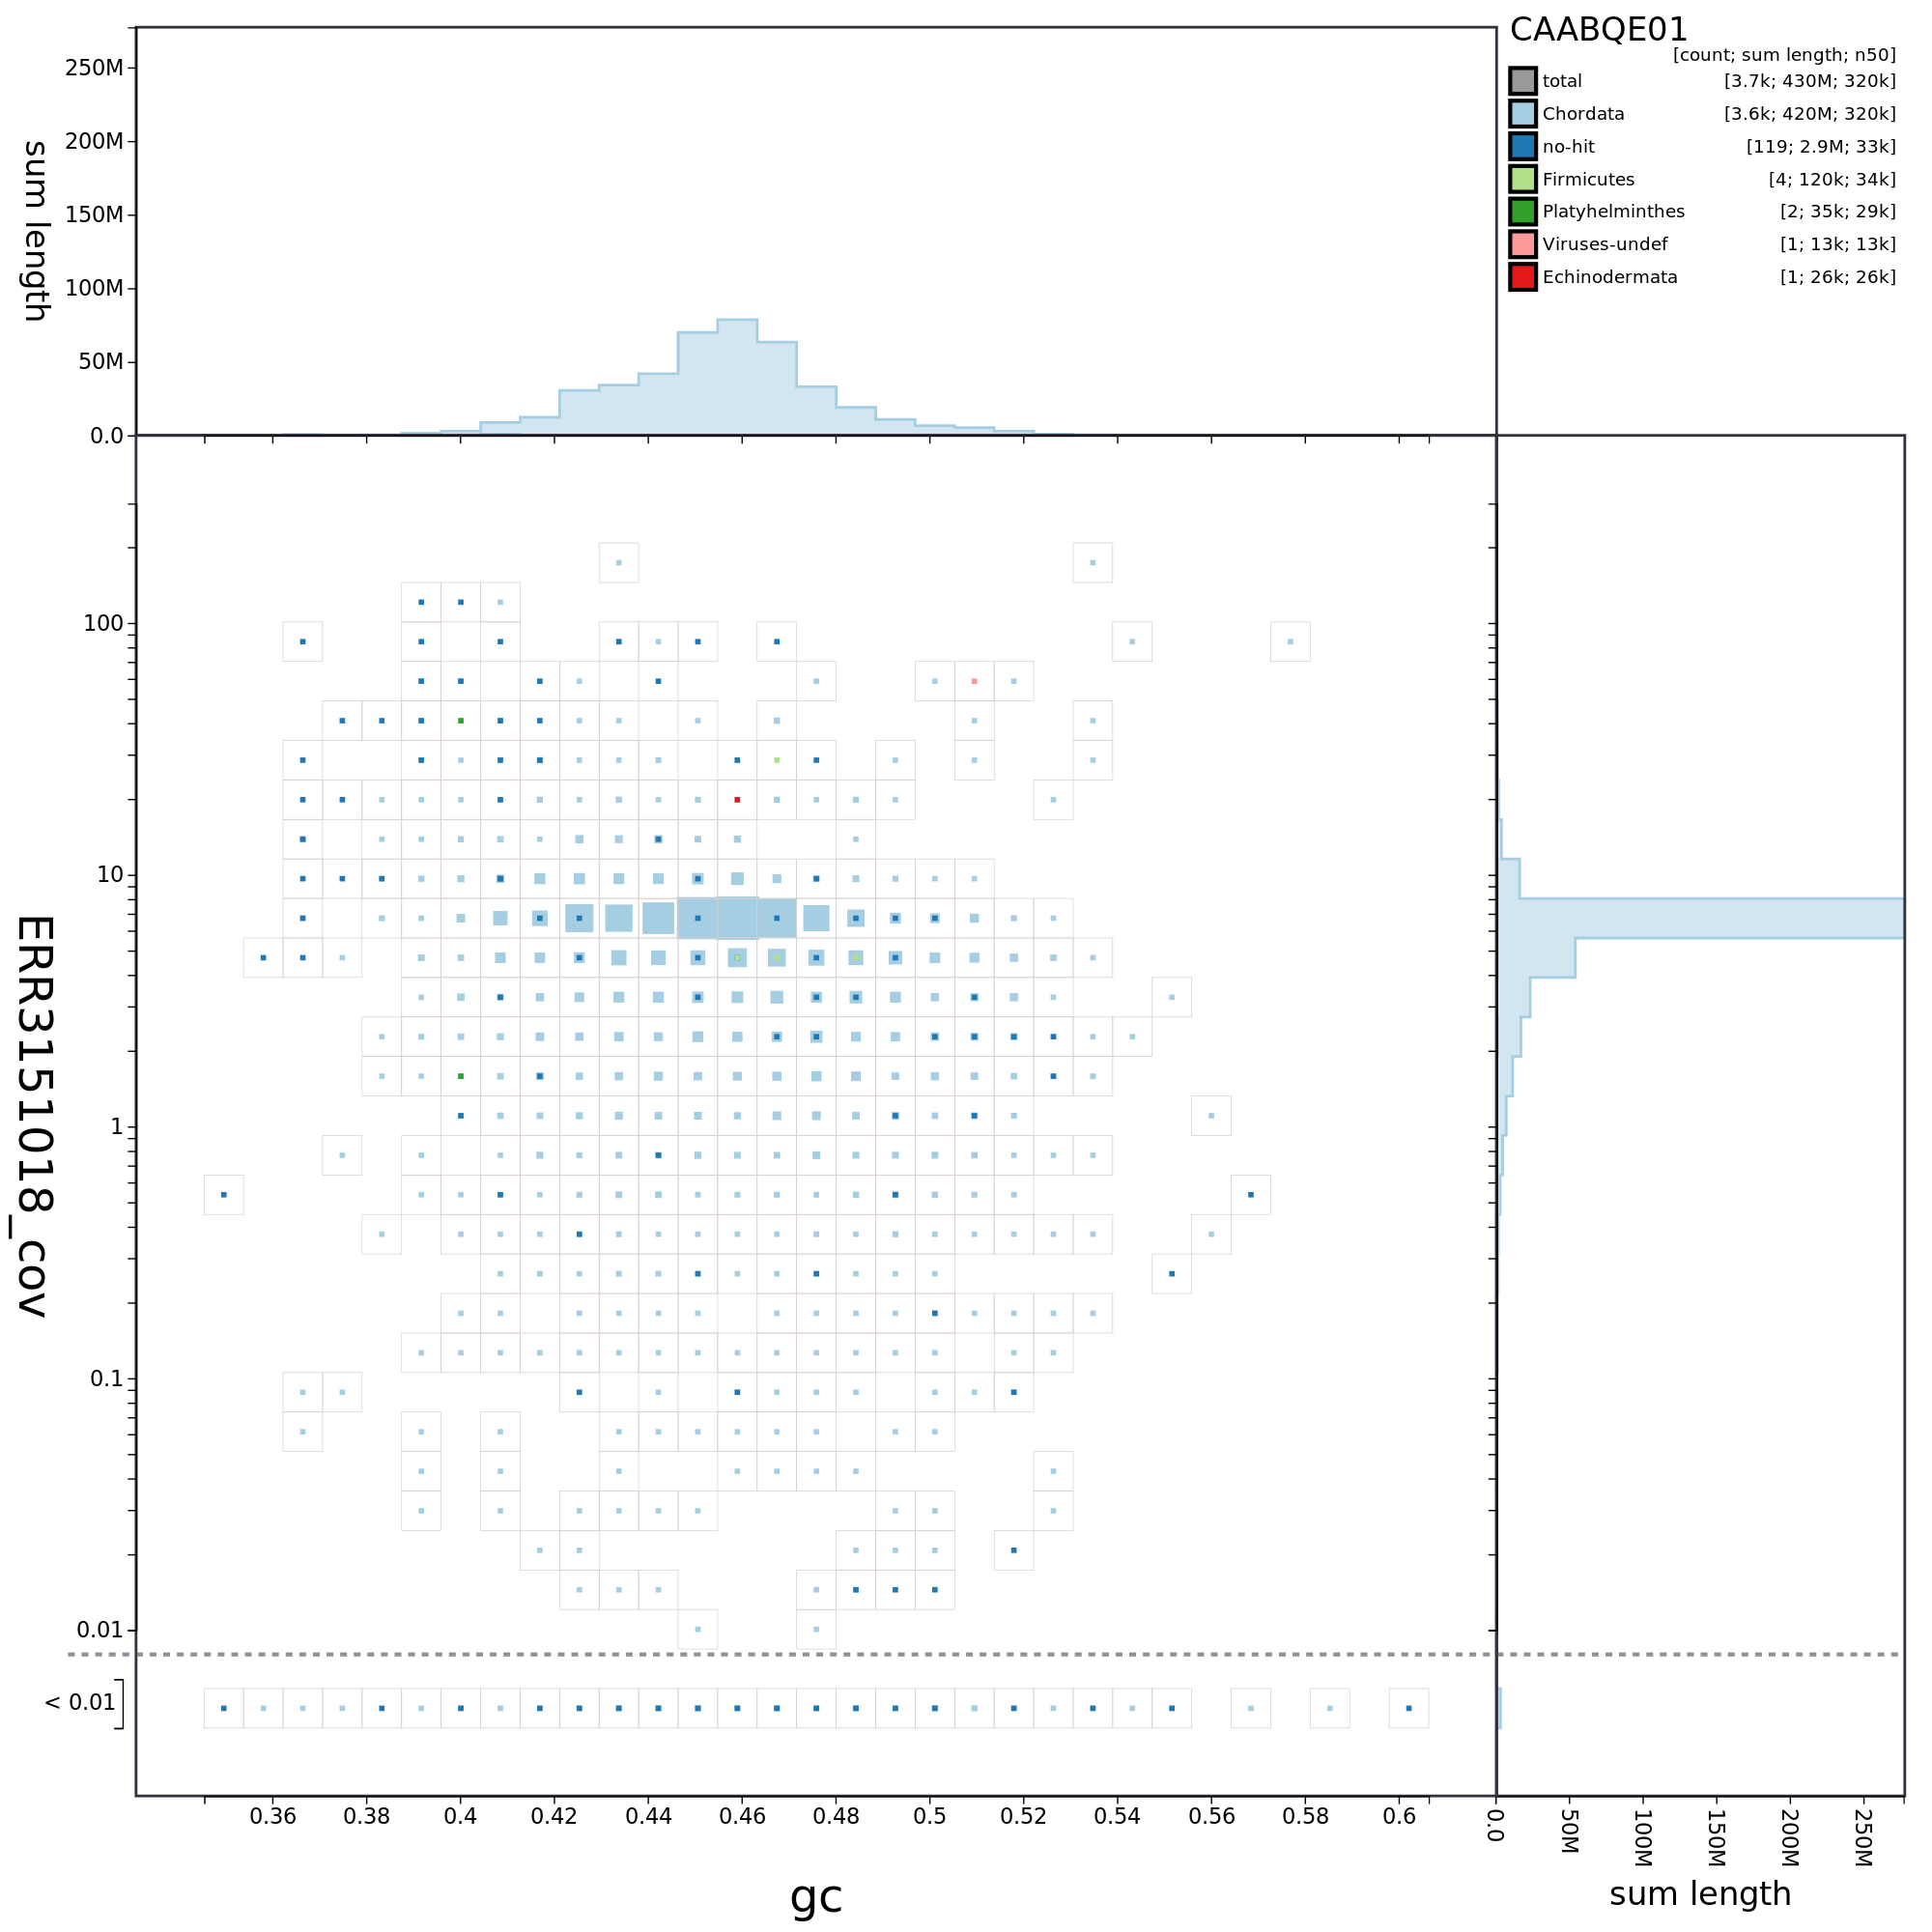 CAABQE01
[count; sum length; n50]
total [3.7k; 430M; 320k]
Chordata [3.6k; 420M; 320k]
no-hit [119; 2.9M; 33k]
Firmicutes [4; 120k; 34k]
Platyhelminthes [2; 35k; 29k]
Viruses-undef [1; 13k; 13k]
Echinodermata [1; 26k; 26k]
sum length
250M
200M
150M
100M
50M
0.0
ERR3151018_cov
100
10
1
0.1
0.01
< 0.01
0.36 0.38 0.4 0.42 0.44 0.46 0.48 0.5 0.52 0.54 0.56 0.58 0.6
gc
0.0 50M 100M 150M 200M 250M
sum length